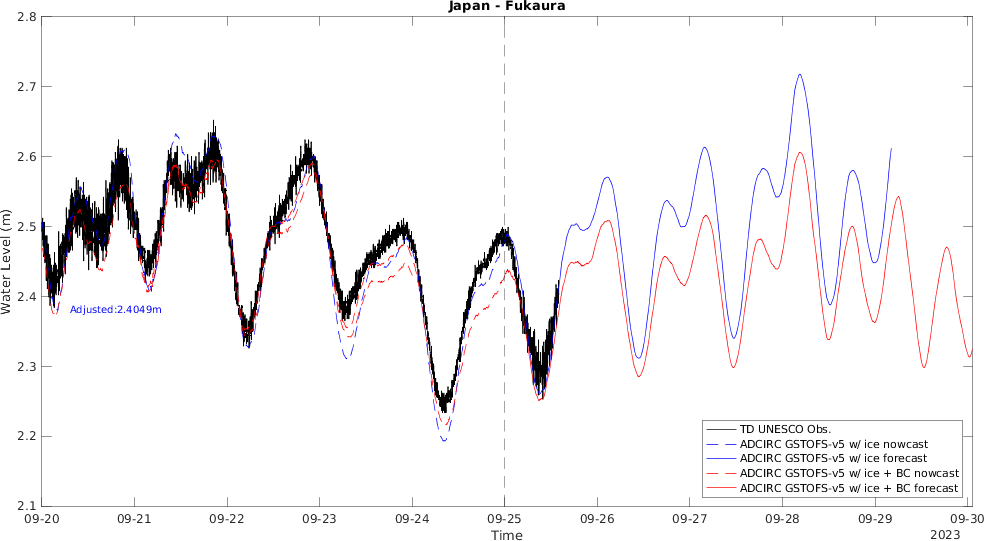 Japan - Fukaura
2.8
2.7
2.6
2.5
2.4
2.3
2.2
2.1
Water Level (m)
Adjusted:2.4049m
TD UNESCO Obs.
ADCIRC GSTOFS-v5 w/ ice nowcast
ADCIRC GSTOFS-v5 w/ ice forecast
ADCIRC GSTOFS-v5 w/ ice + BC nowcast
ADCIRC GSTOFS-v5 w/ ice + BC forecast
09-20 09-21 09-22 09-23 09-24 09-25 09-26 09-27 09-28 09-29 09-30
Time
2023